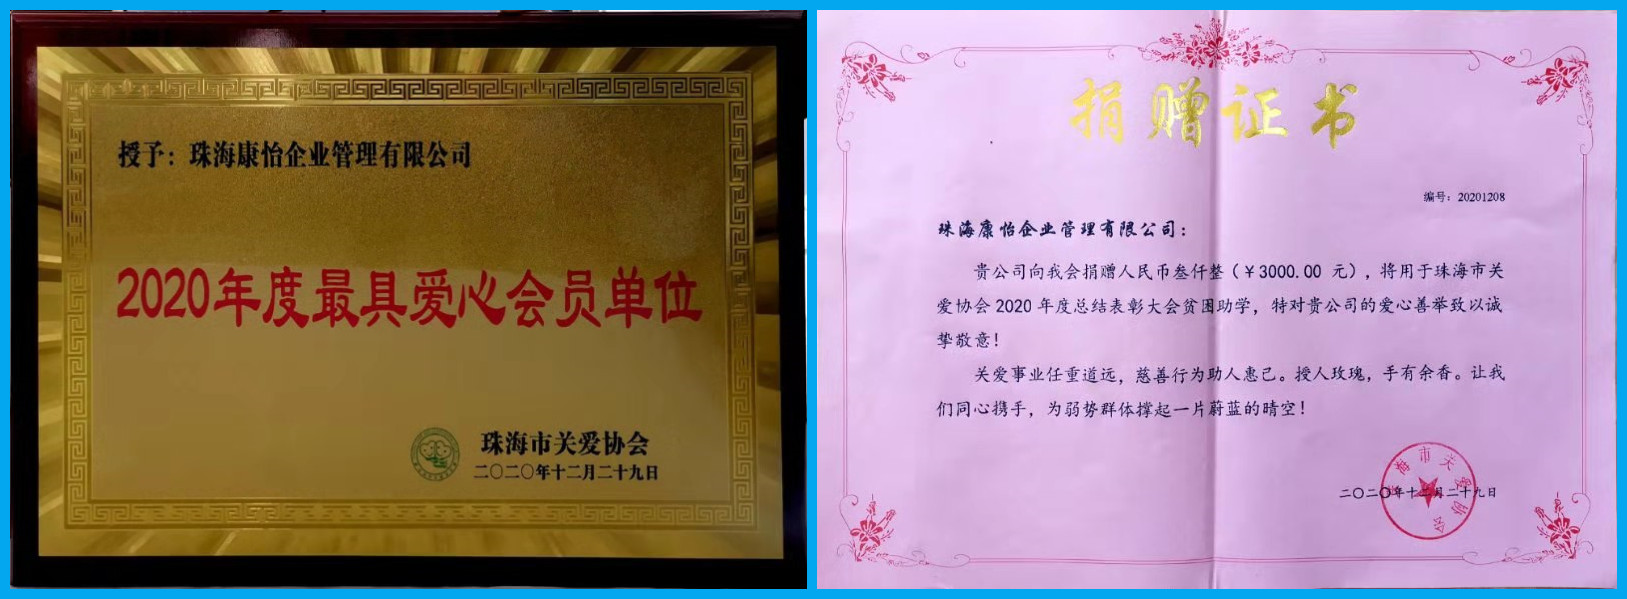 授予：珠海康怡企业管理有限公司
2020年度最具爱心会员单位
珠海市关爱协会
二〇二〇年十二月二十九日
捐赠证书
编号：20201208
珠海康怡企业管理有限公司：
贵公司向我会捐赠人民币叁仟整（￥3000.00 元），将用于珠海市关
爱协会2020 年度总结表彰大会贫困助学，特对贵公司的爱心善举致以诚
挚敬意！
关爱事业任重道远，慈善行为助人惠己。授人玫瑰，手有余香。让我
们同心携手，为弱势群体撑起一片蔚蓝的晴空！
海市关爱协会
二〇二〇年十二月二十九日